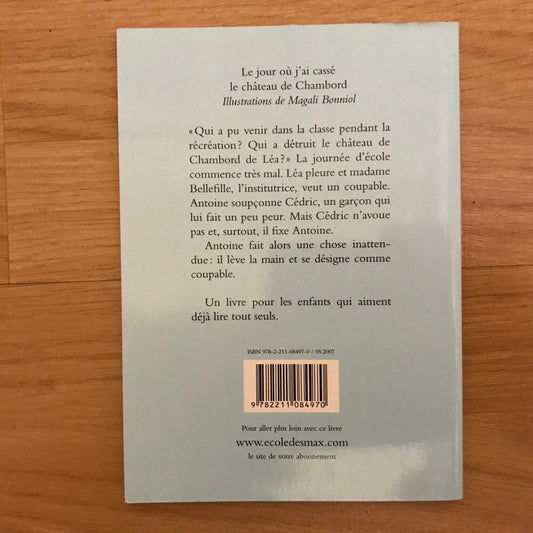 Le jour où j'ai cassé
le château de Chambord
Illustrations de Magali Bonniol
« Qui a pu venir dans la classe pendant la
récréation ? Qui a détruit le château de
Chambord de Léa ? » La journée d'école
commence très mal. Léa pleure et madame
Bellefille, l'institutrice, veut un coupable.
Antoine soupçonne Cédric, un garçon qui
lui fait un peu peur. Mais Cédric n'avoue
pas et, surtout, il fixe Antoine.
Antoine fait alors une chose inatten-
due : il lève la main et se désigne comme
coupable.
Un livre pour les enfants qui aiment
déjà lire tout seuls.
ISBN 978-2-211-08497-0 / 05.2007
9 782211 084970
Pour aller plus loin avec ce livre
www.ecoledesmax.com
le site de votre abonnement